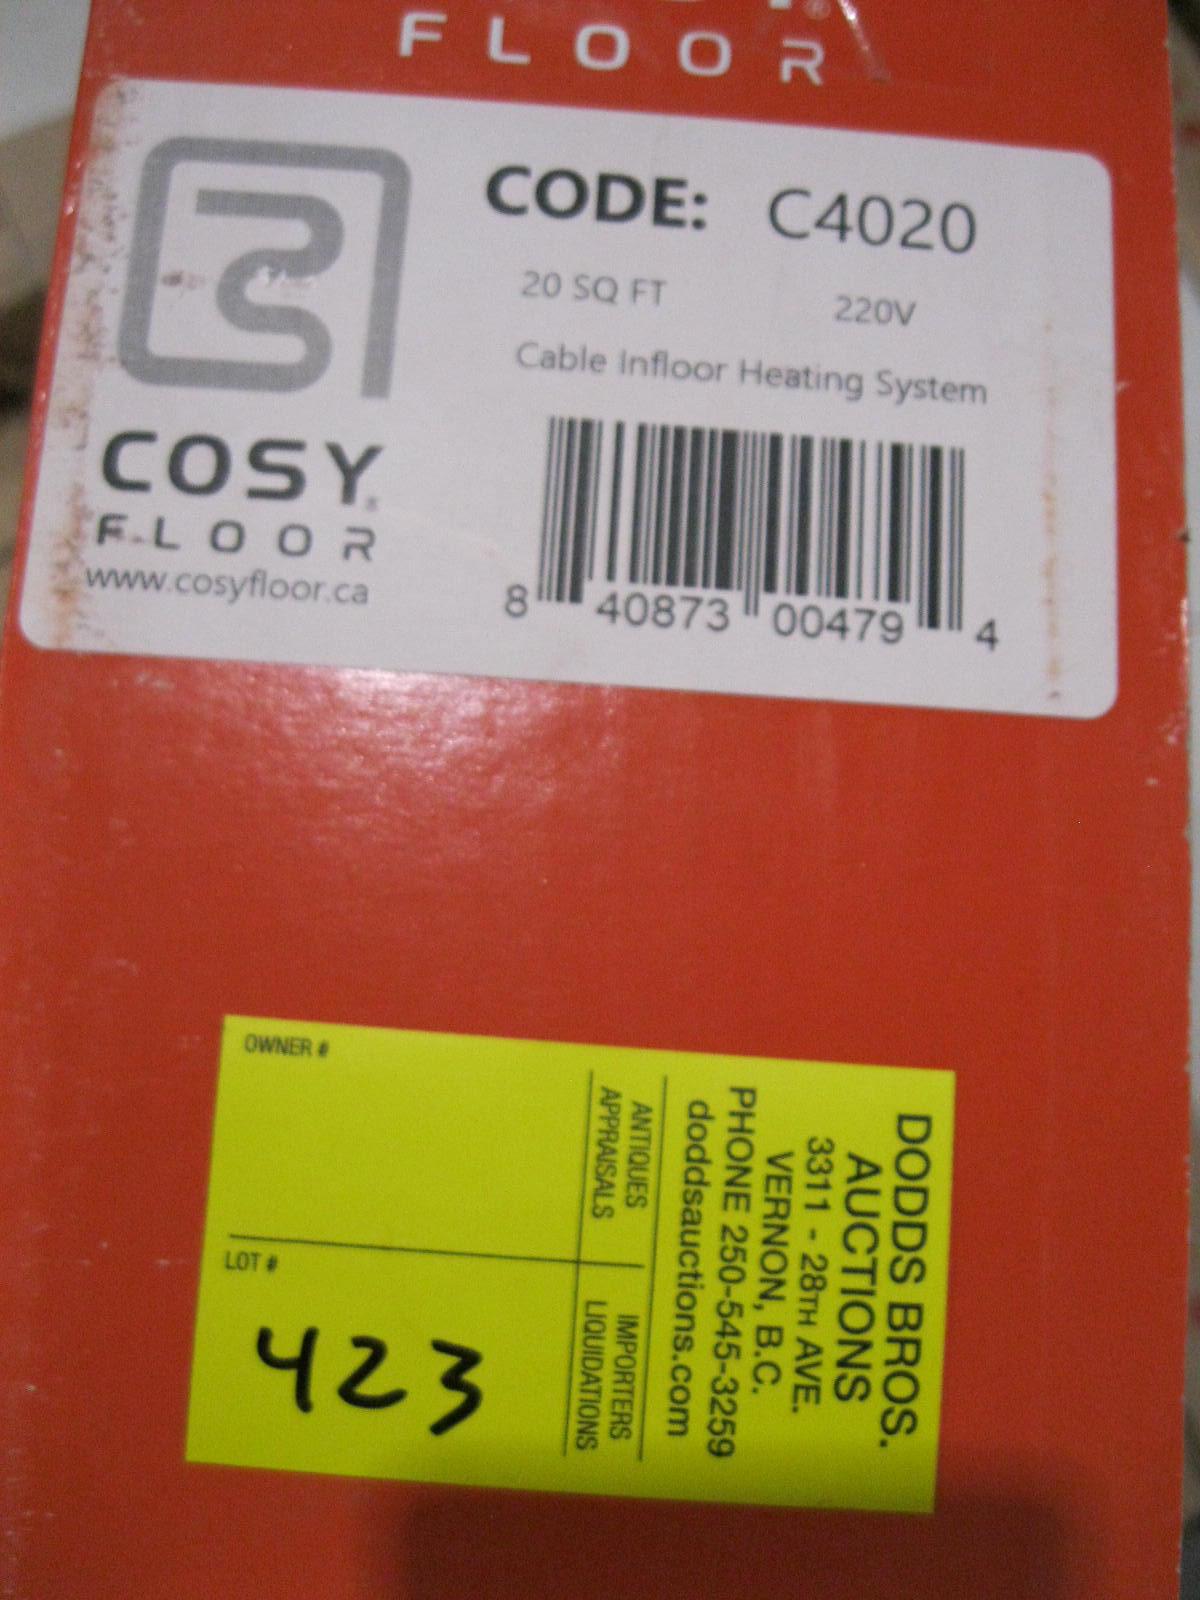 FLOOR
CODE: C4020
20 SQ FT 220V
Cable Infloor Heating System
COSY
FLOOR
www.cosyfloor.ca
8 40873 00479 4
OWNER #
LOT #
423
DODDS BROS.
AUCTIONS
3311 - 28TH AVE.
VERNON, B.C.
PHONE 250-545-3259
doddsauctions.com
ANTIQUES
APPRAISALS
IMPORTERS
LIQUIDATIONS